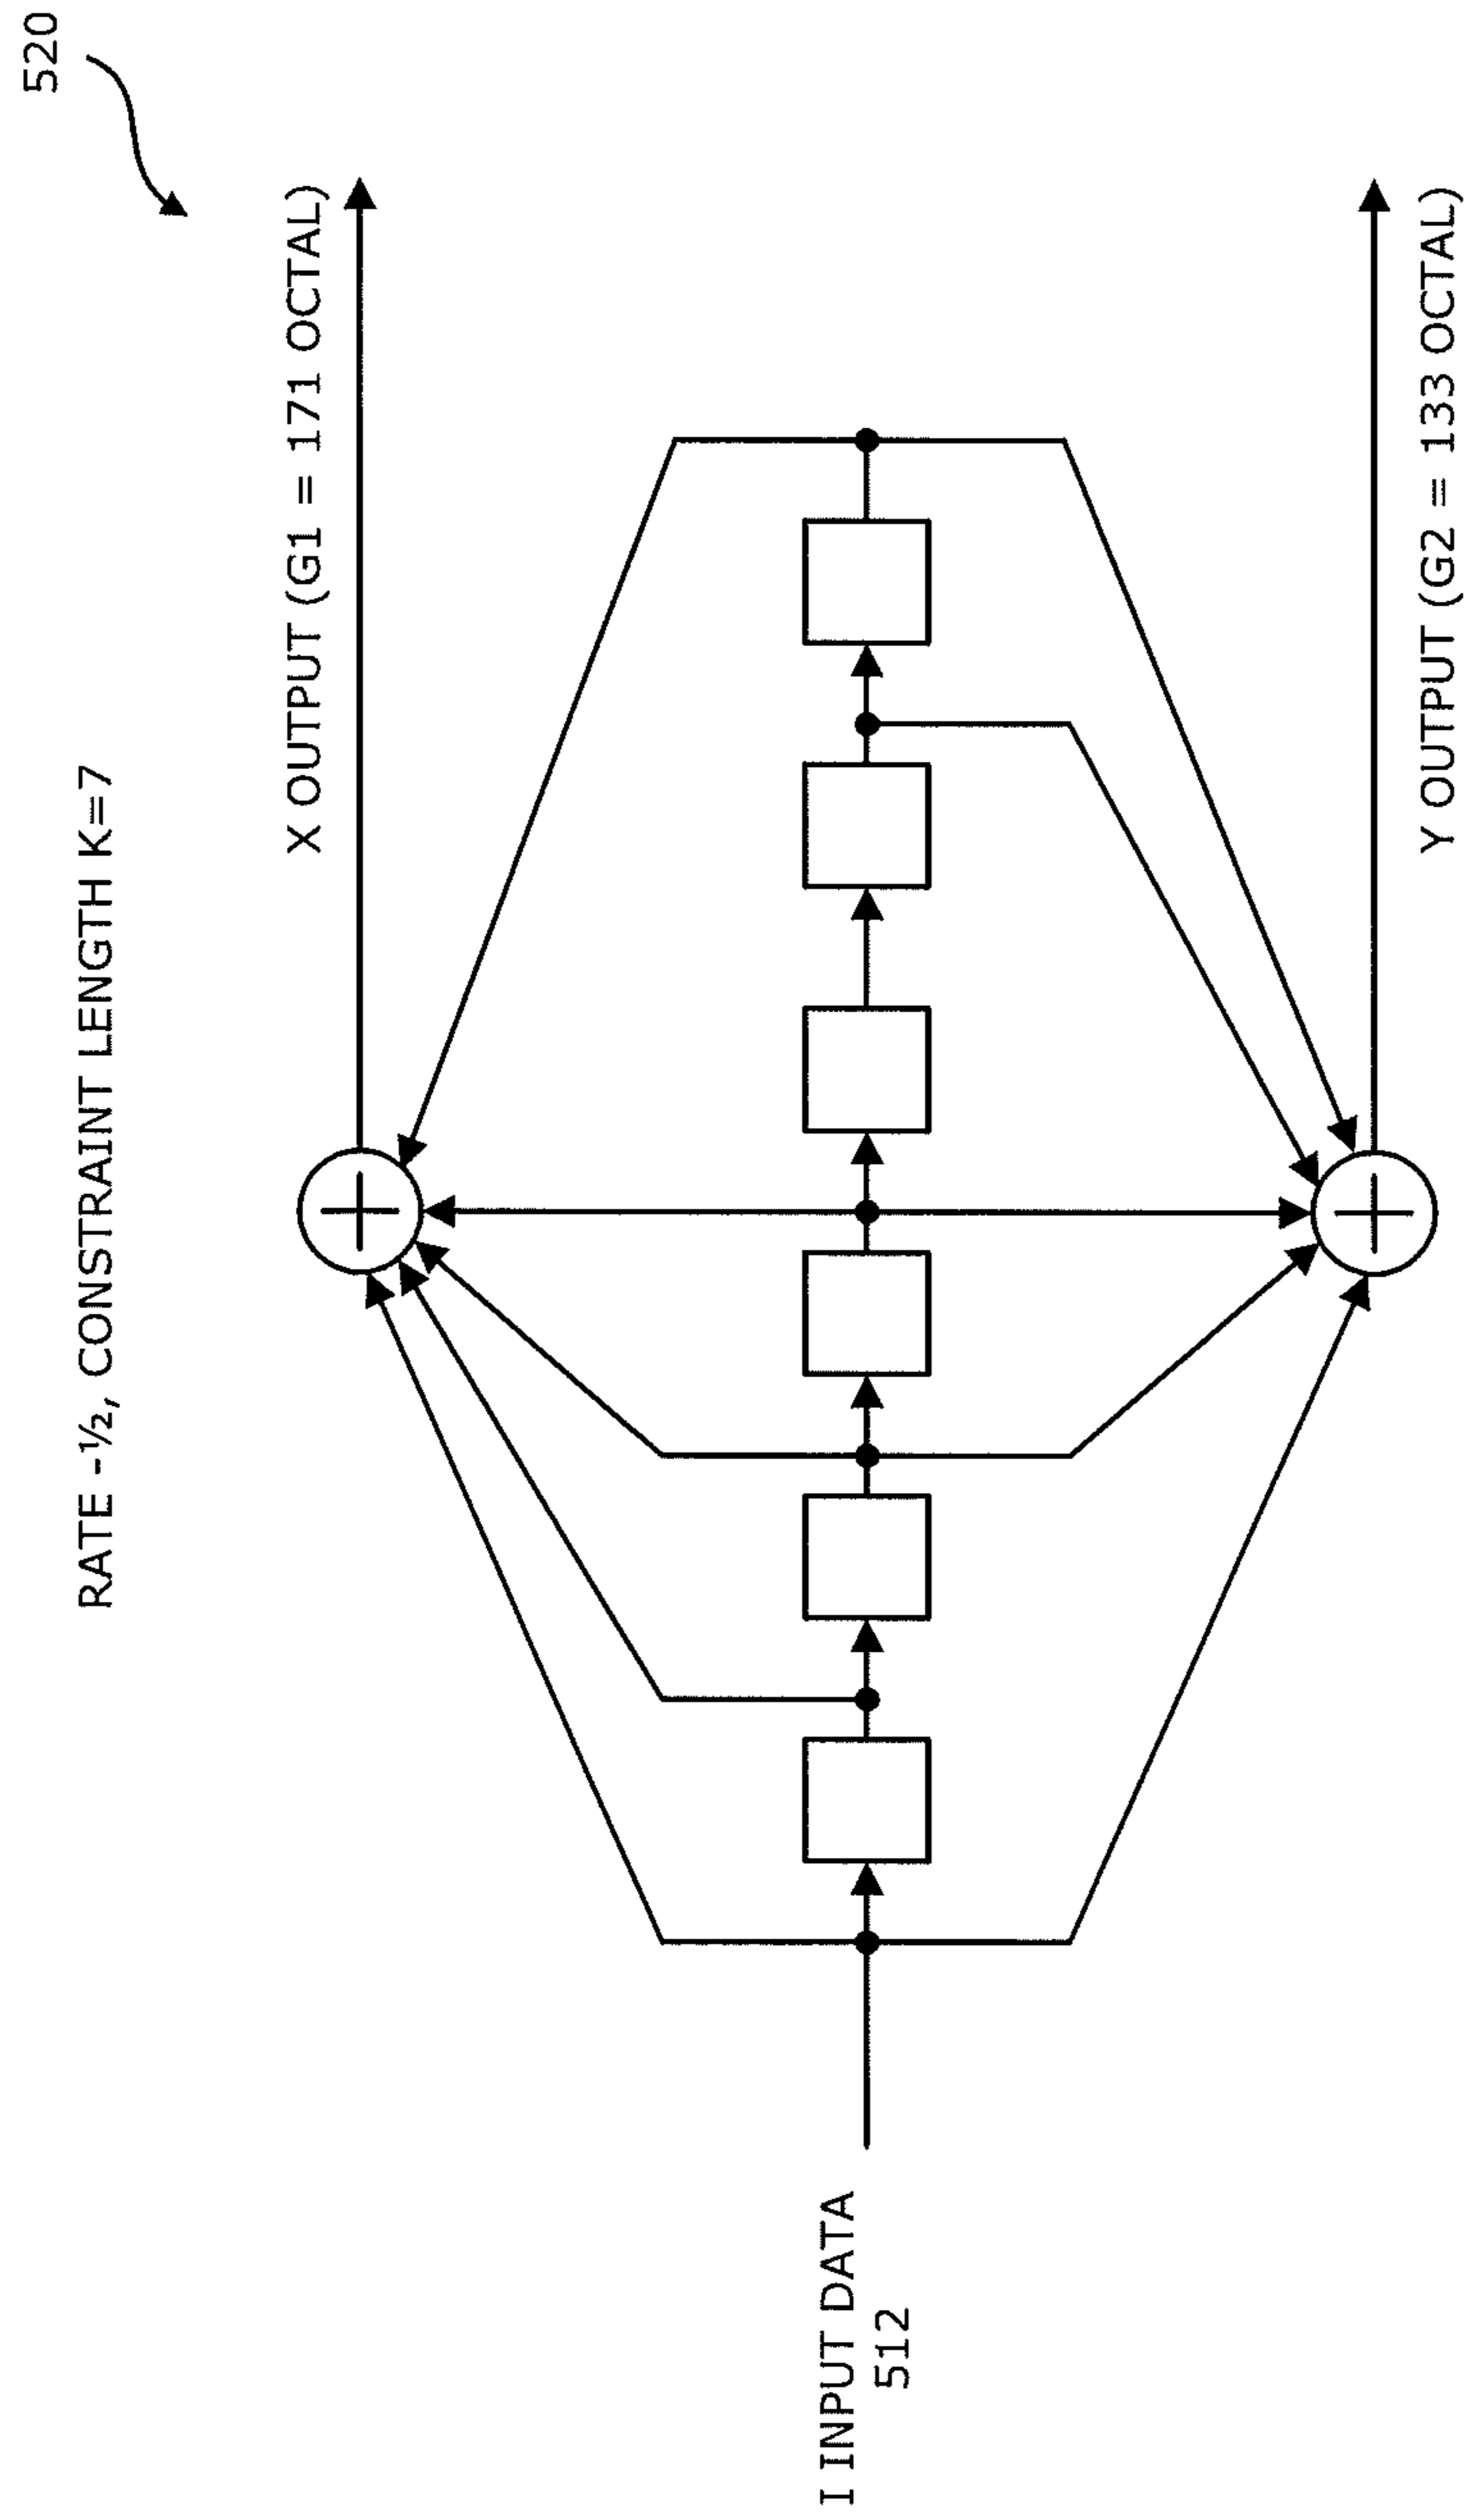 520
RATE -½, CONSTRAINT LENGTH K=7
X OUTPUT (G1 = 171 OCTAL)
I INPUT DATA
512
Y OUTPUT (G2 = 133 OCTAL)